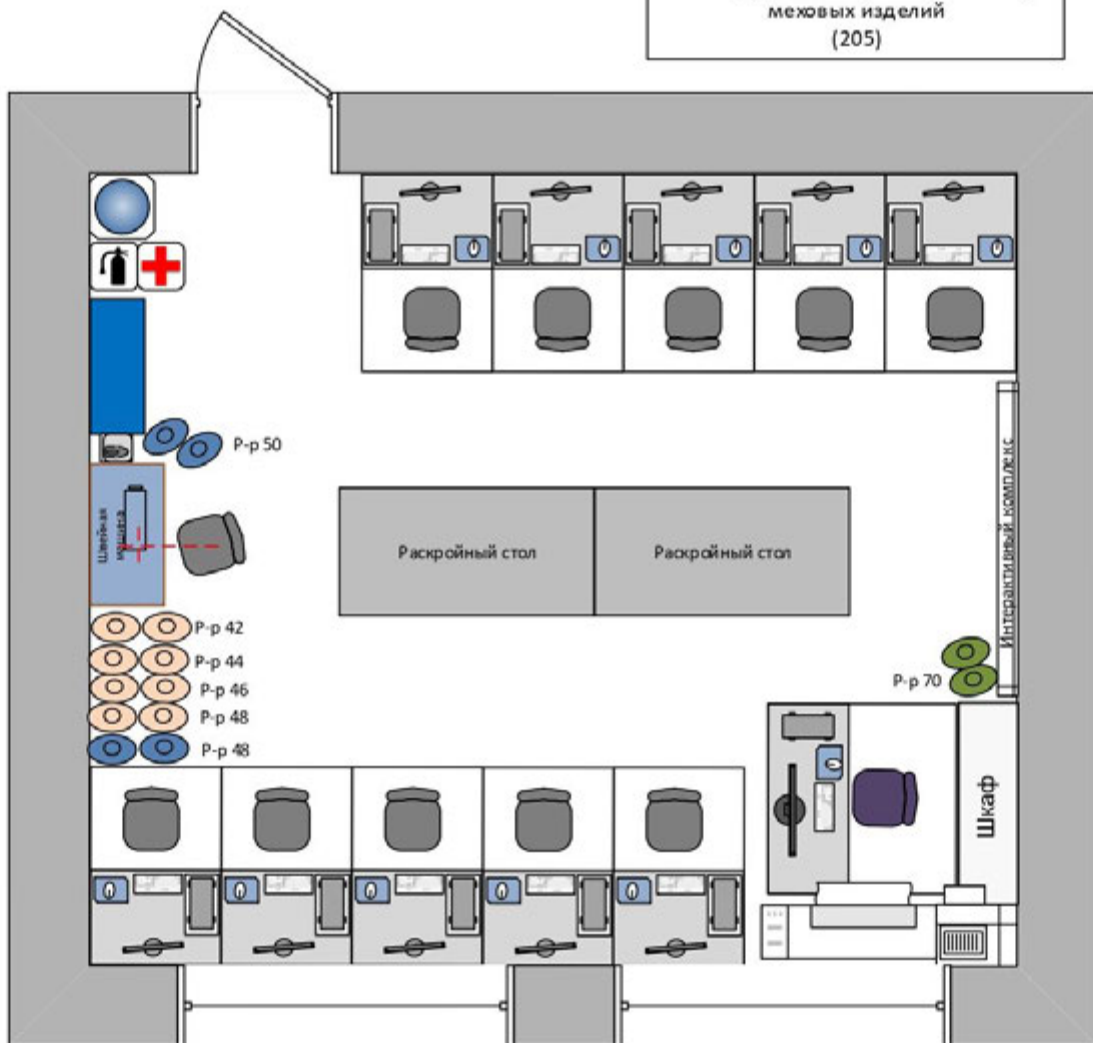 меховых изделий
(205)
Р-р 50
Швейная
машина
Раскройный стол
Раскройный стол
Интерактивный комплекс
Р-р 42
Р-р 44
Р-р 46
Р-р 48
Р-р 48
Р-р 70
Шкаф